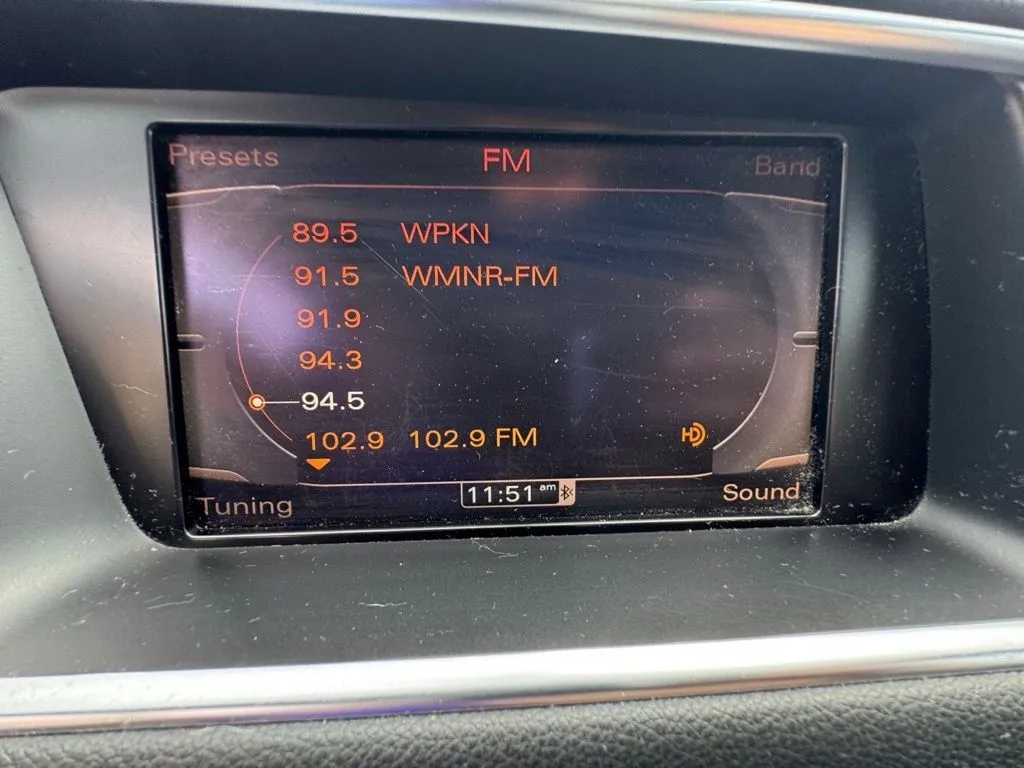 Presets FM Band
89.5 WPKN
91.5 WMNR-FM
91.9
94.3
94.5
102.9 102.9 FM HD
Tuning 11:51 am Sound